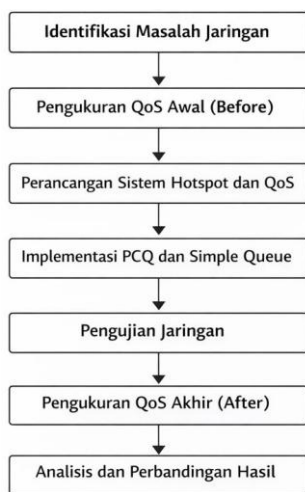 Identifikasi Masalah Jaringan
Pengukuran QoS Awal (Before)
Perancangan Sistem Hotspot dan QoS
Implementasi PCQ dan Simple Queue
Pengujian Jaringan
Pengukuran QoS Akhir (After)
Analisis dan Perbandingan Hasil